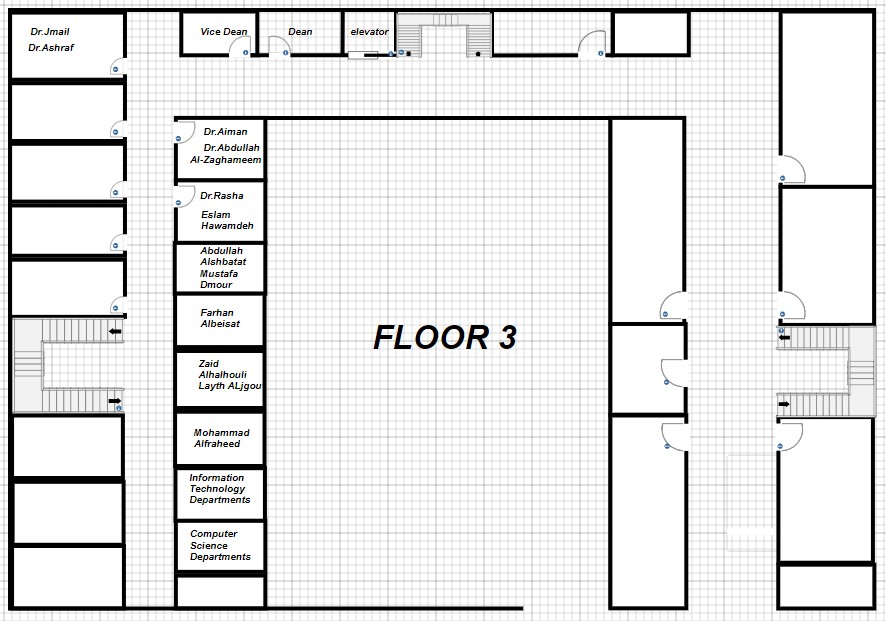 Dr.Jmail
Dr.Ashraf
Vice Dean
Dean
elevator
Dr.Aiman
Dr.Abdullah
Al-Zaghameem
Dr.Rasha
Eslam
Hawamdeh
Abdullah
Alshbatat
Mustafa
Dmour
Farhan
Albeisat
Zaid
Alhalhouli
Layth ALjgou
Mohammad
Alfraheed
Information
Technology
Departments
Computer
Science
Departments
FLOOR 3